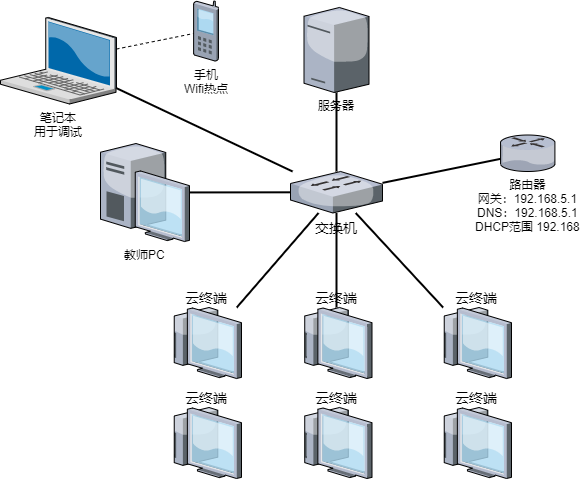 手机
Wifi热点
笔记本
用于调试
服务器
路由器
网关：192.168.5.1
DNS：192.168.5.1
DHCP范围 192.168
交换机
教师PC
云终端
云终端
云终端
云终端
云终端
云终端